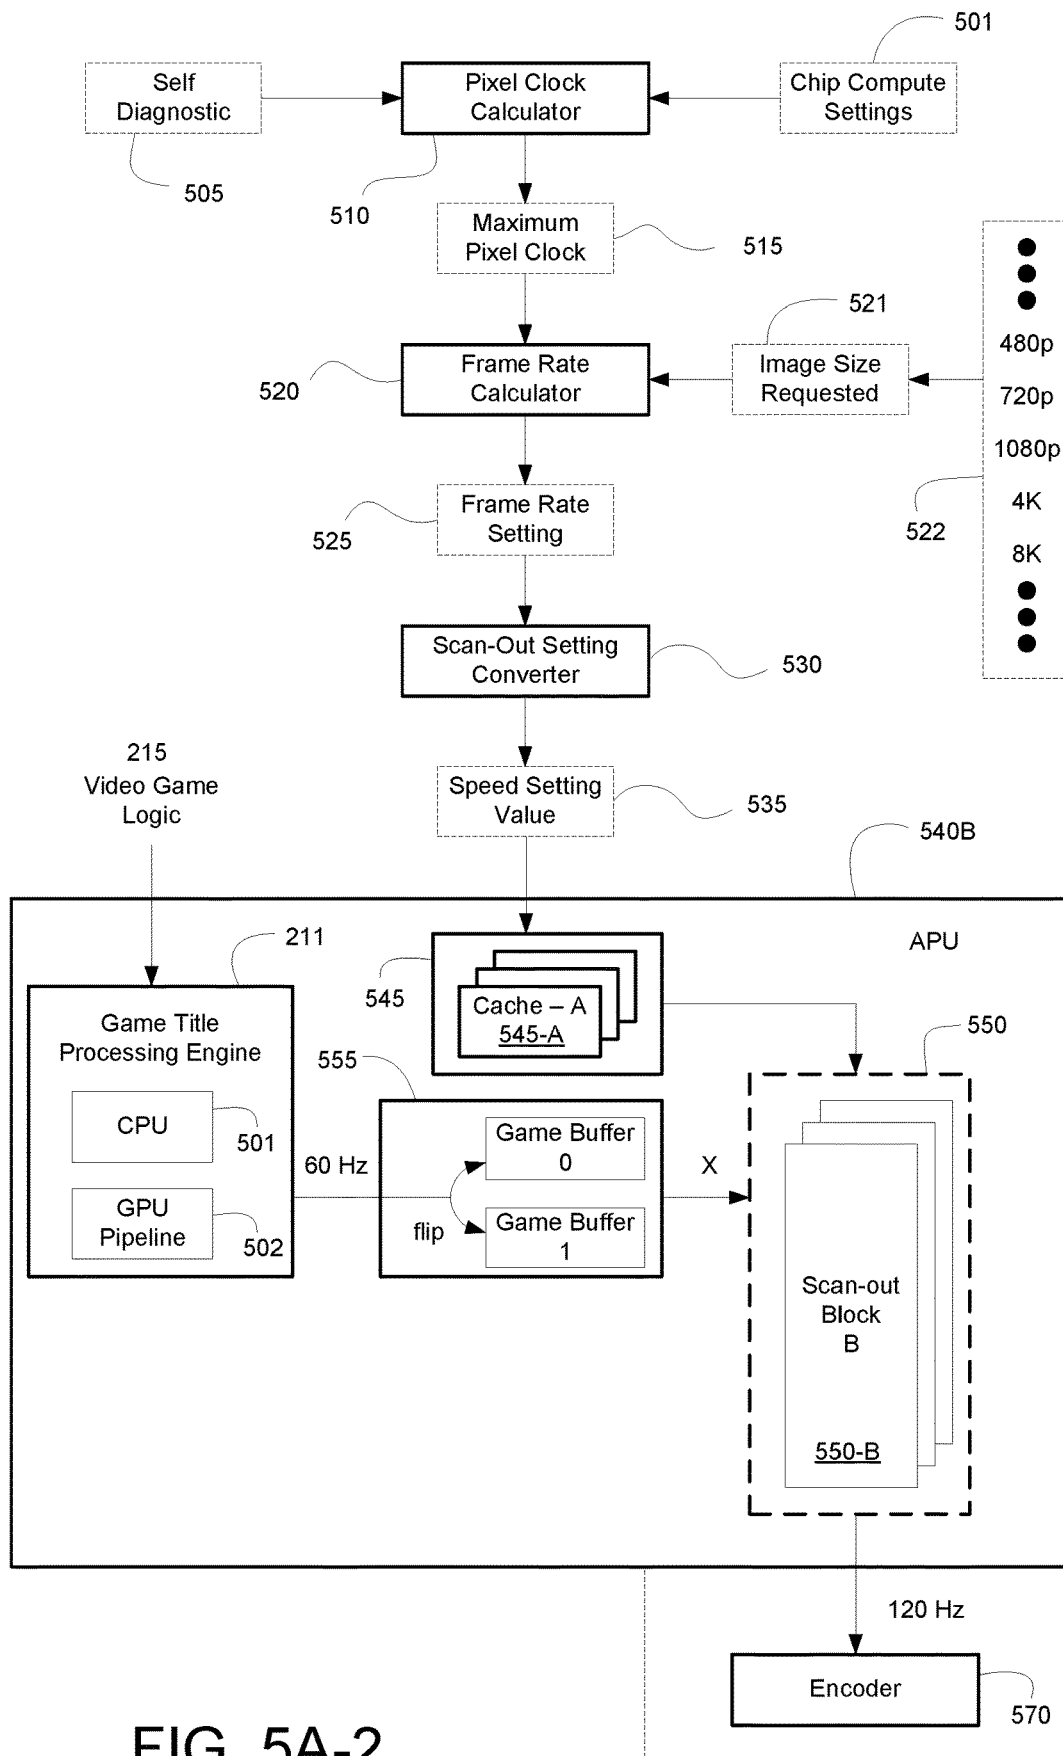 501
Self
Diagnostic
Pixel Clock
Calculator
Chip Compute
Settings
505
510
Maximum
Pixel Clock
515
521
480p
720p
1080p
4K
8K
522
520
Frame Rate
Calculator
Image Size
Requested
525
Frame Rate
Setting
Scan-Out Setting
Converter
530
215
Video Game
Logic
Speed Setting
Value
535
540B
APU
211
545
Cache – A
545-A
550
Game Title
Processing Engine
CPU
501
GPU
Pipeline
502
555
60 Hz
flip
Game Buffer
0
Game Buffer
1
X
Scan-out
Block
B
550-B
120 Hz
Encoder
570
FIG. 5A-2